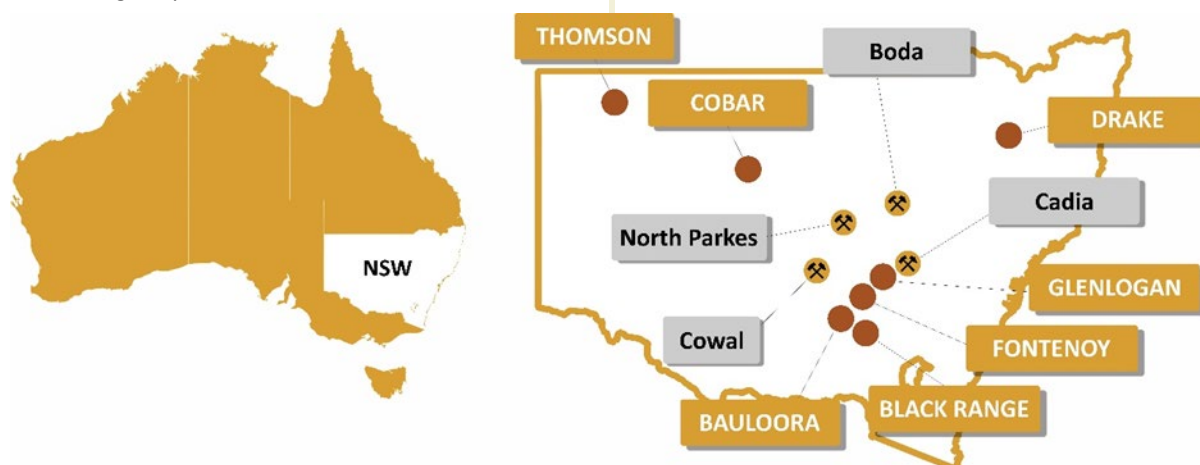 THOMSON
Boda
COBAR
DRAKE
Cadia
North Parkes
NSW
GLENLOGAN
Cowal
FONTENOY
BLACK RANGE
BAULOORA